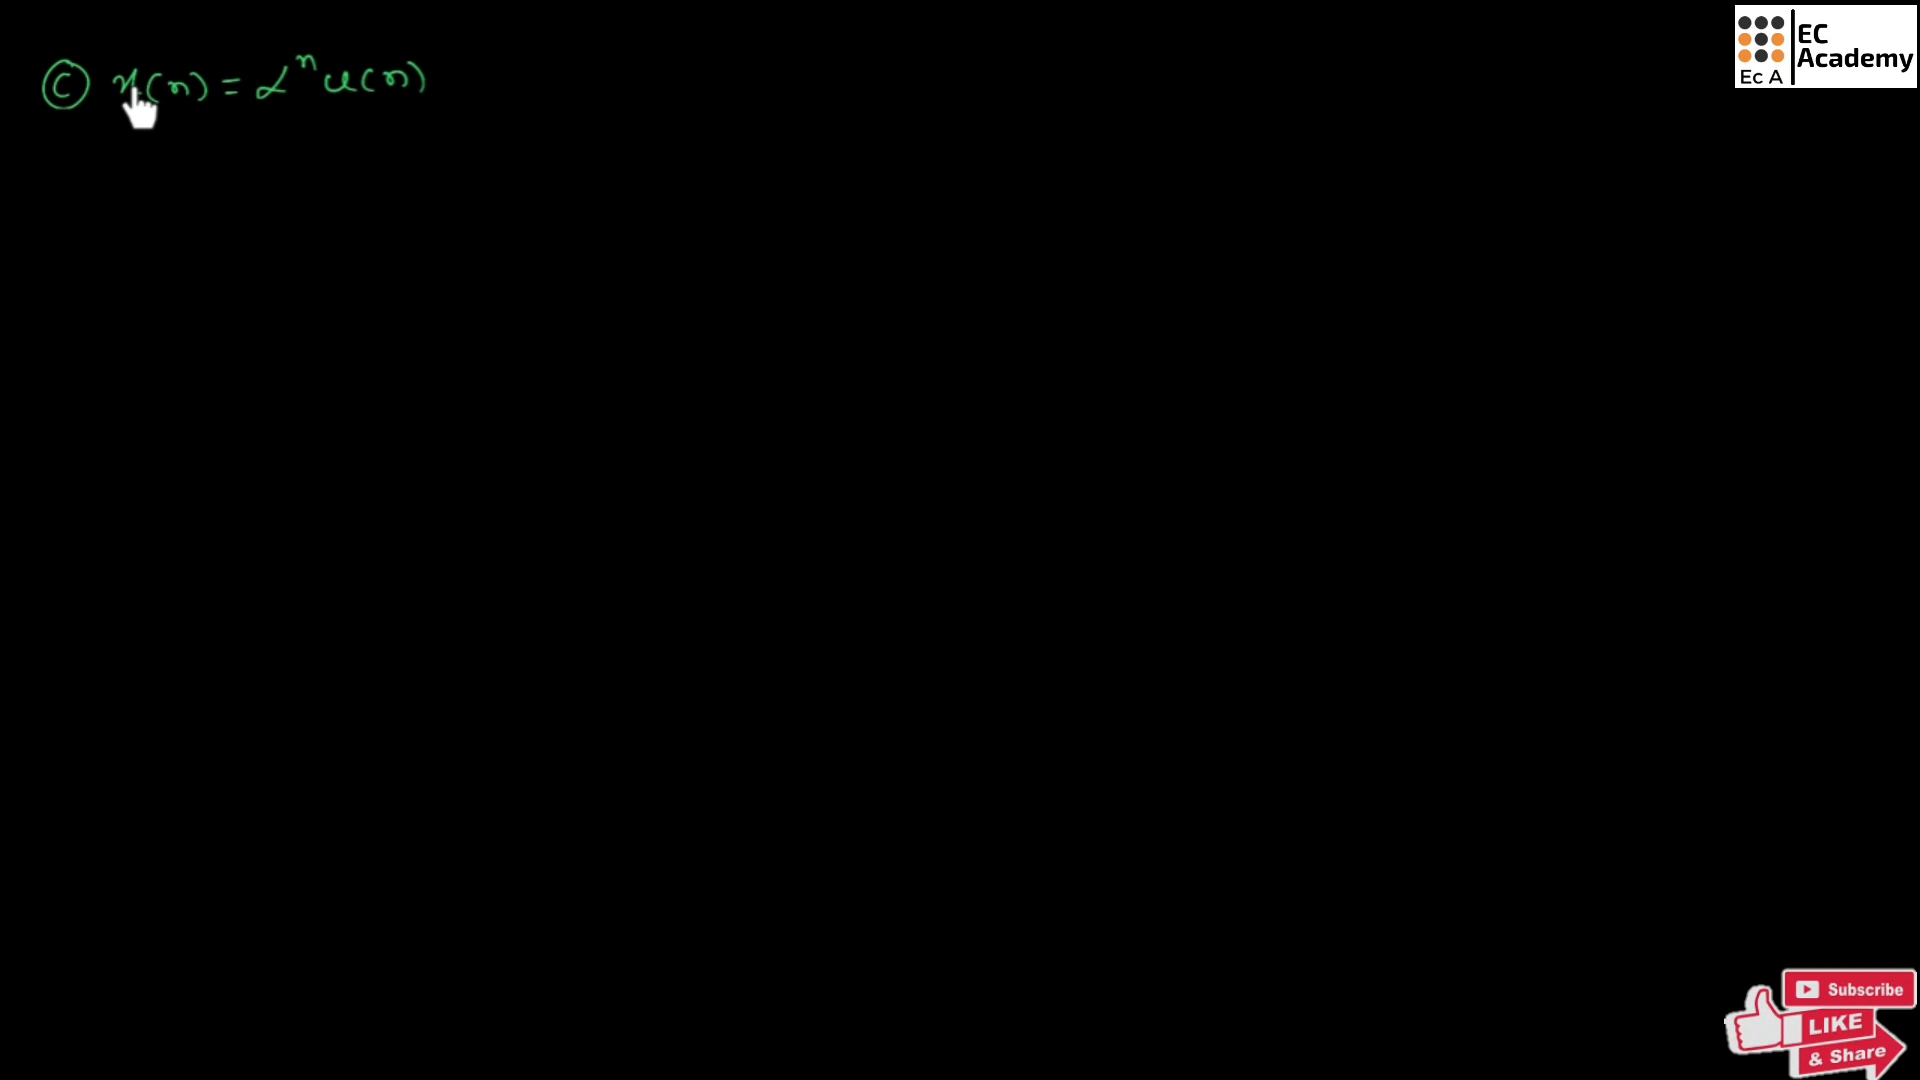 Ⓒ x(n) = α^n u(n)
EC
Academy
Ec A
Subscribe
LIKE
& Share